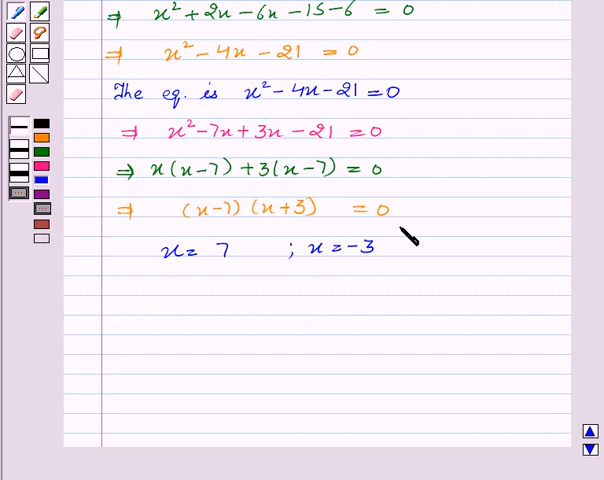 ⇒ x² + 2x - 6x - 15 - 6 = 0
⇒ x² - 4x - 21 = 0
The eq. is x² - 4x - 21 = 0
⇒ x² - 7x + 3x - 21 = 0
⇒ x(x - 7) + 3(x - 7) = 0
⇒ (x - 7) (x + 3) = 0
x = 7 ; x = -3